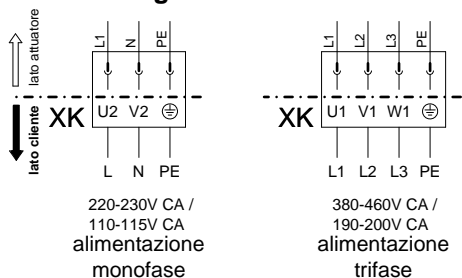 lato attuatore
lato cliente
L1 N PE
XK U2 V2
L N PE
220-230V CA /
110-115V CA
alimentazione
monofase
L1 L2 L3 PE
XK U1 V1 W1
L1 L2 L3 PE
380-460V CA /
190-200V CA
alimentazione
trifase